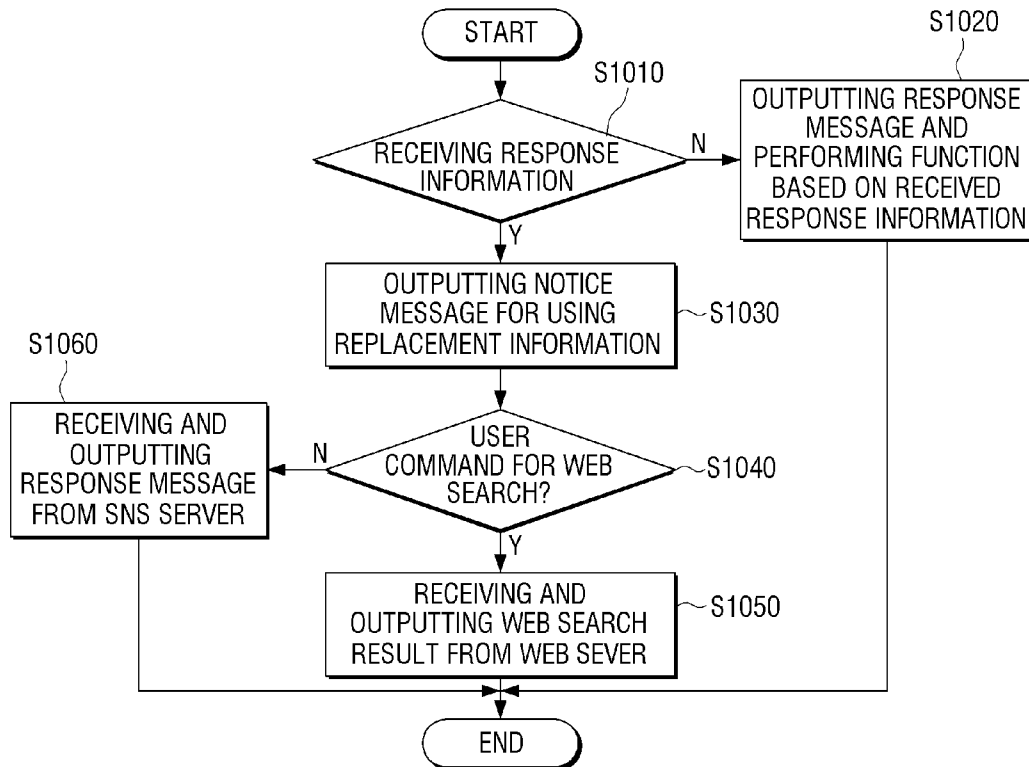 START
S1010
S1020
RECEIVING RESPONSE
INFORMATION
N
OUTPUTTING RESPONSE
MESSAGE AND
PERFORMING FUNCTION
BASED ON RECEIVED
RESPONSE INFORMATION
Y
OUTPUTTING NOTICE
MESSAGE FOR USING
REPLACEMENT INFORMATION
S1030
S1060
RECEIVING AND
OUTPUTTING
RESPONSE MESSAGE
FROM SNS SERVER
N
USER
COMMAND FOR WEB
SEARCH?
S1040
Y
RECEIVING AND
OUTPUTTING WEB SEARCH
RESULT FROM WEB SEVER
S1050
END